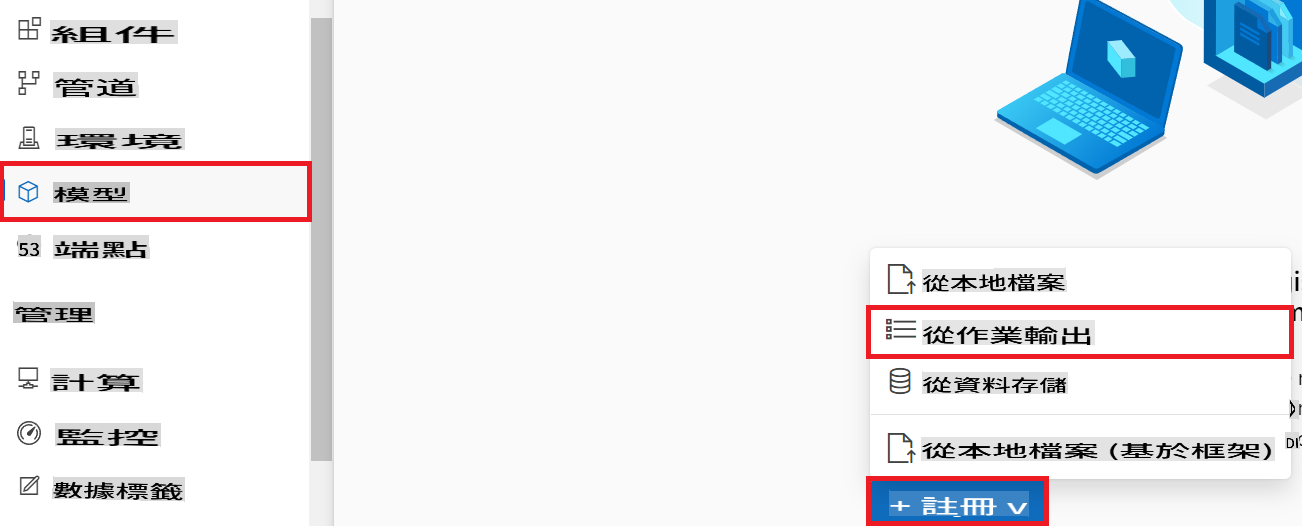 組件
管道
環境
模型
53 端點
管理
計算
監控
數據標籤
從本地檔案
從作業輸出
從資料存儲
從本地檔案 (基於框架)
+ 註冊 v